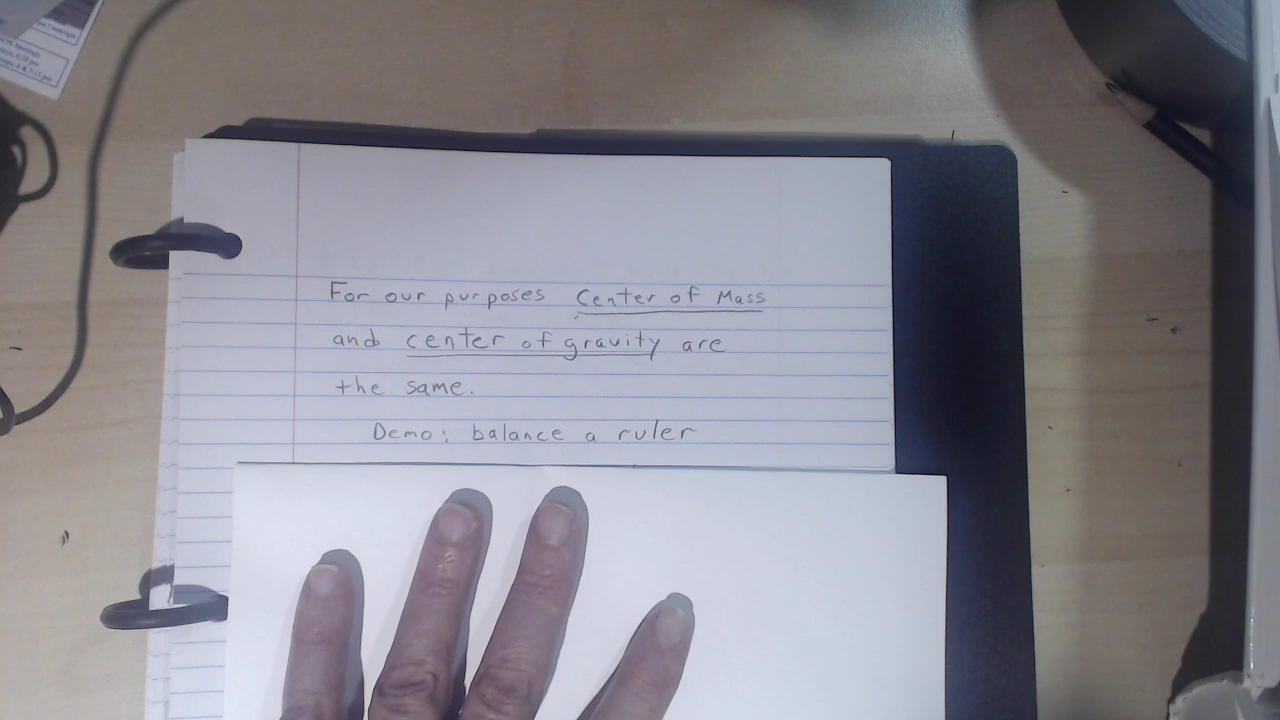 For our purposes Center of Mass
and center of gravity are
the same.
Demo: balance a ruler